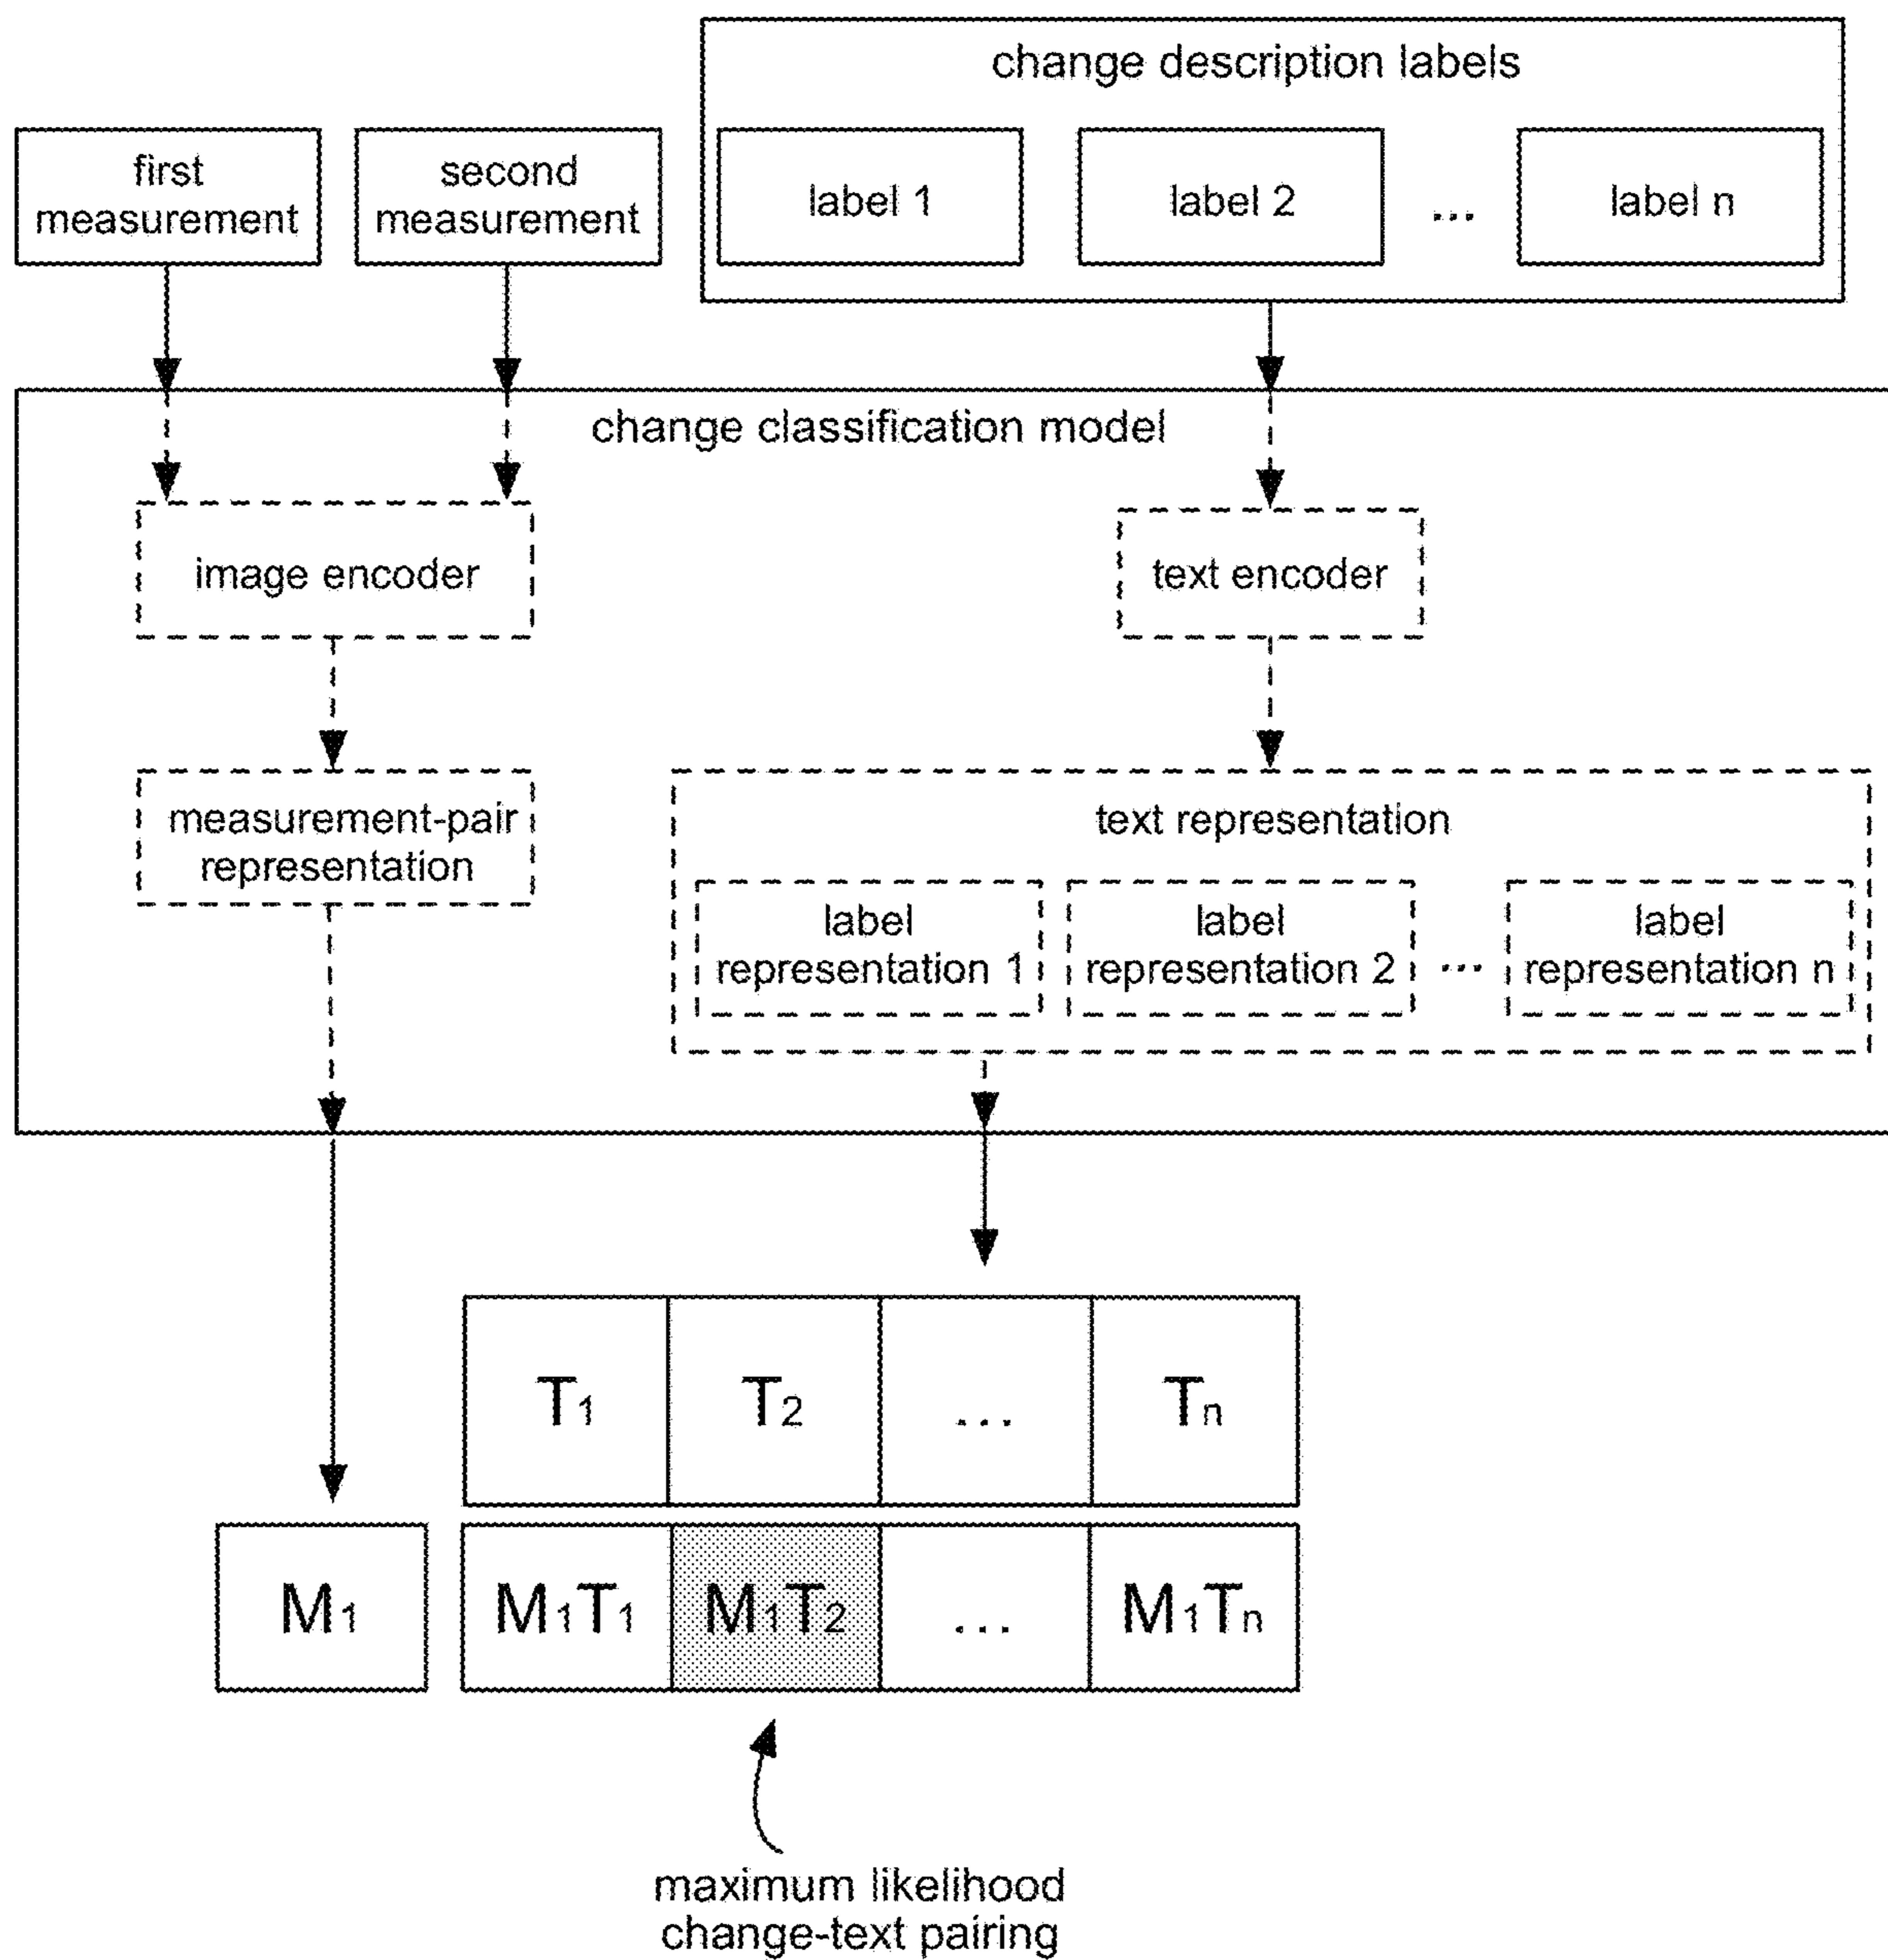 change description labels
first
measurement
second
measurement
label 1
label 2
...
label n
change classification model
image encoder
text encoder
measurement-pair
representation
text representation
label
representation 1
label
representation 2
...
label
representation n
T1
T2
...
Tn
M1
M1T1
M1T2
...
M1Tn
maximum likelihood
change-text pairing